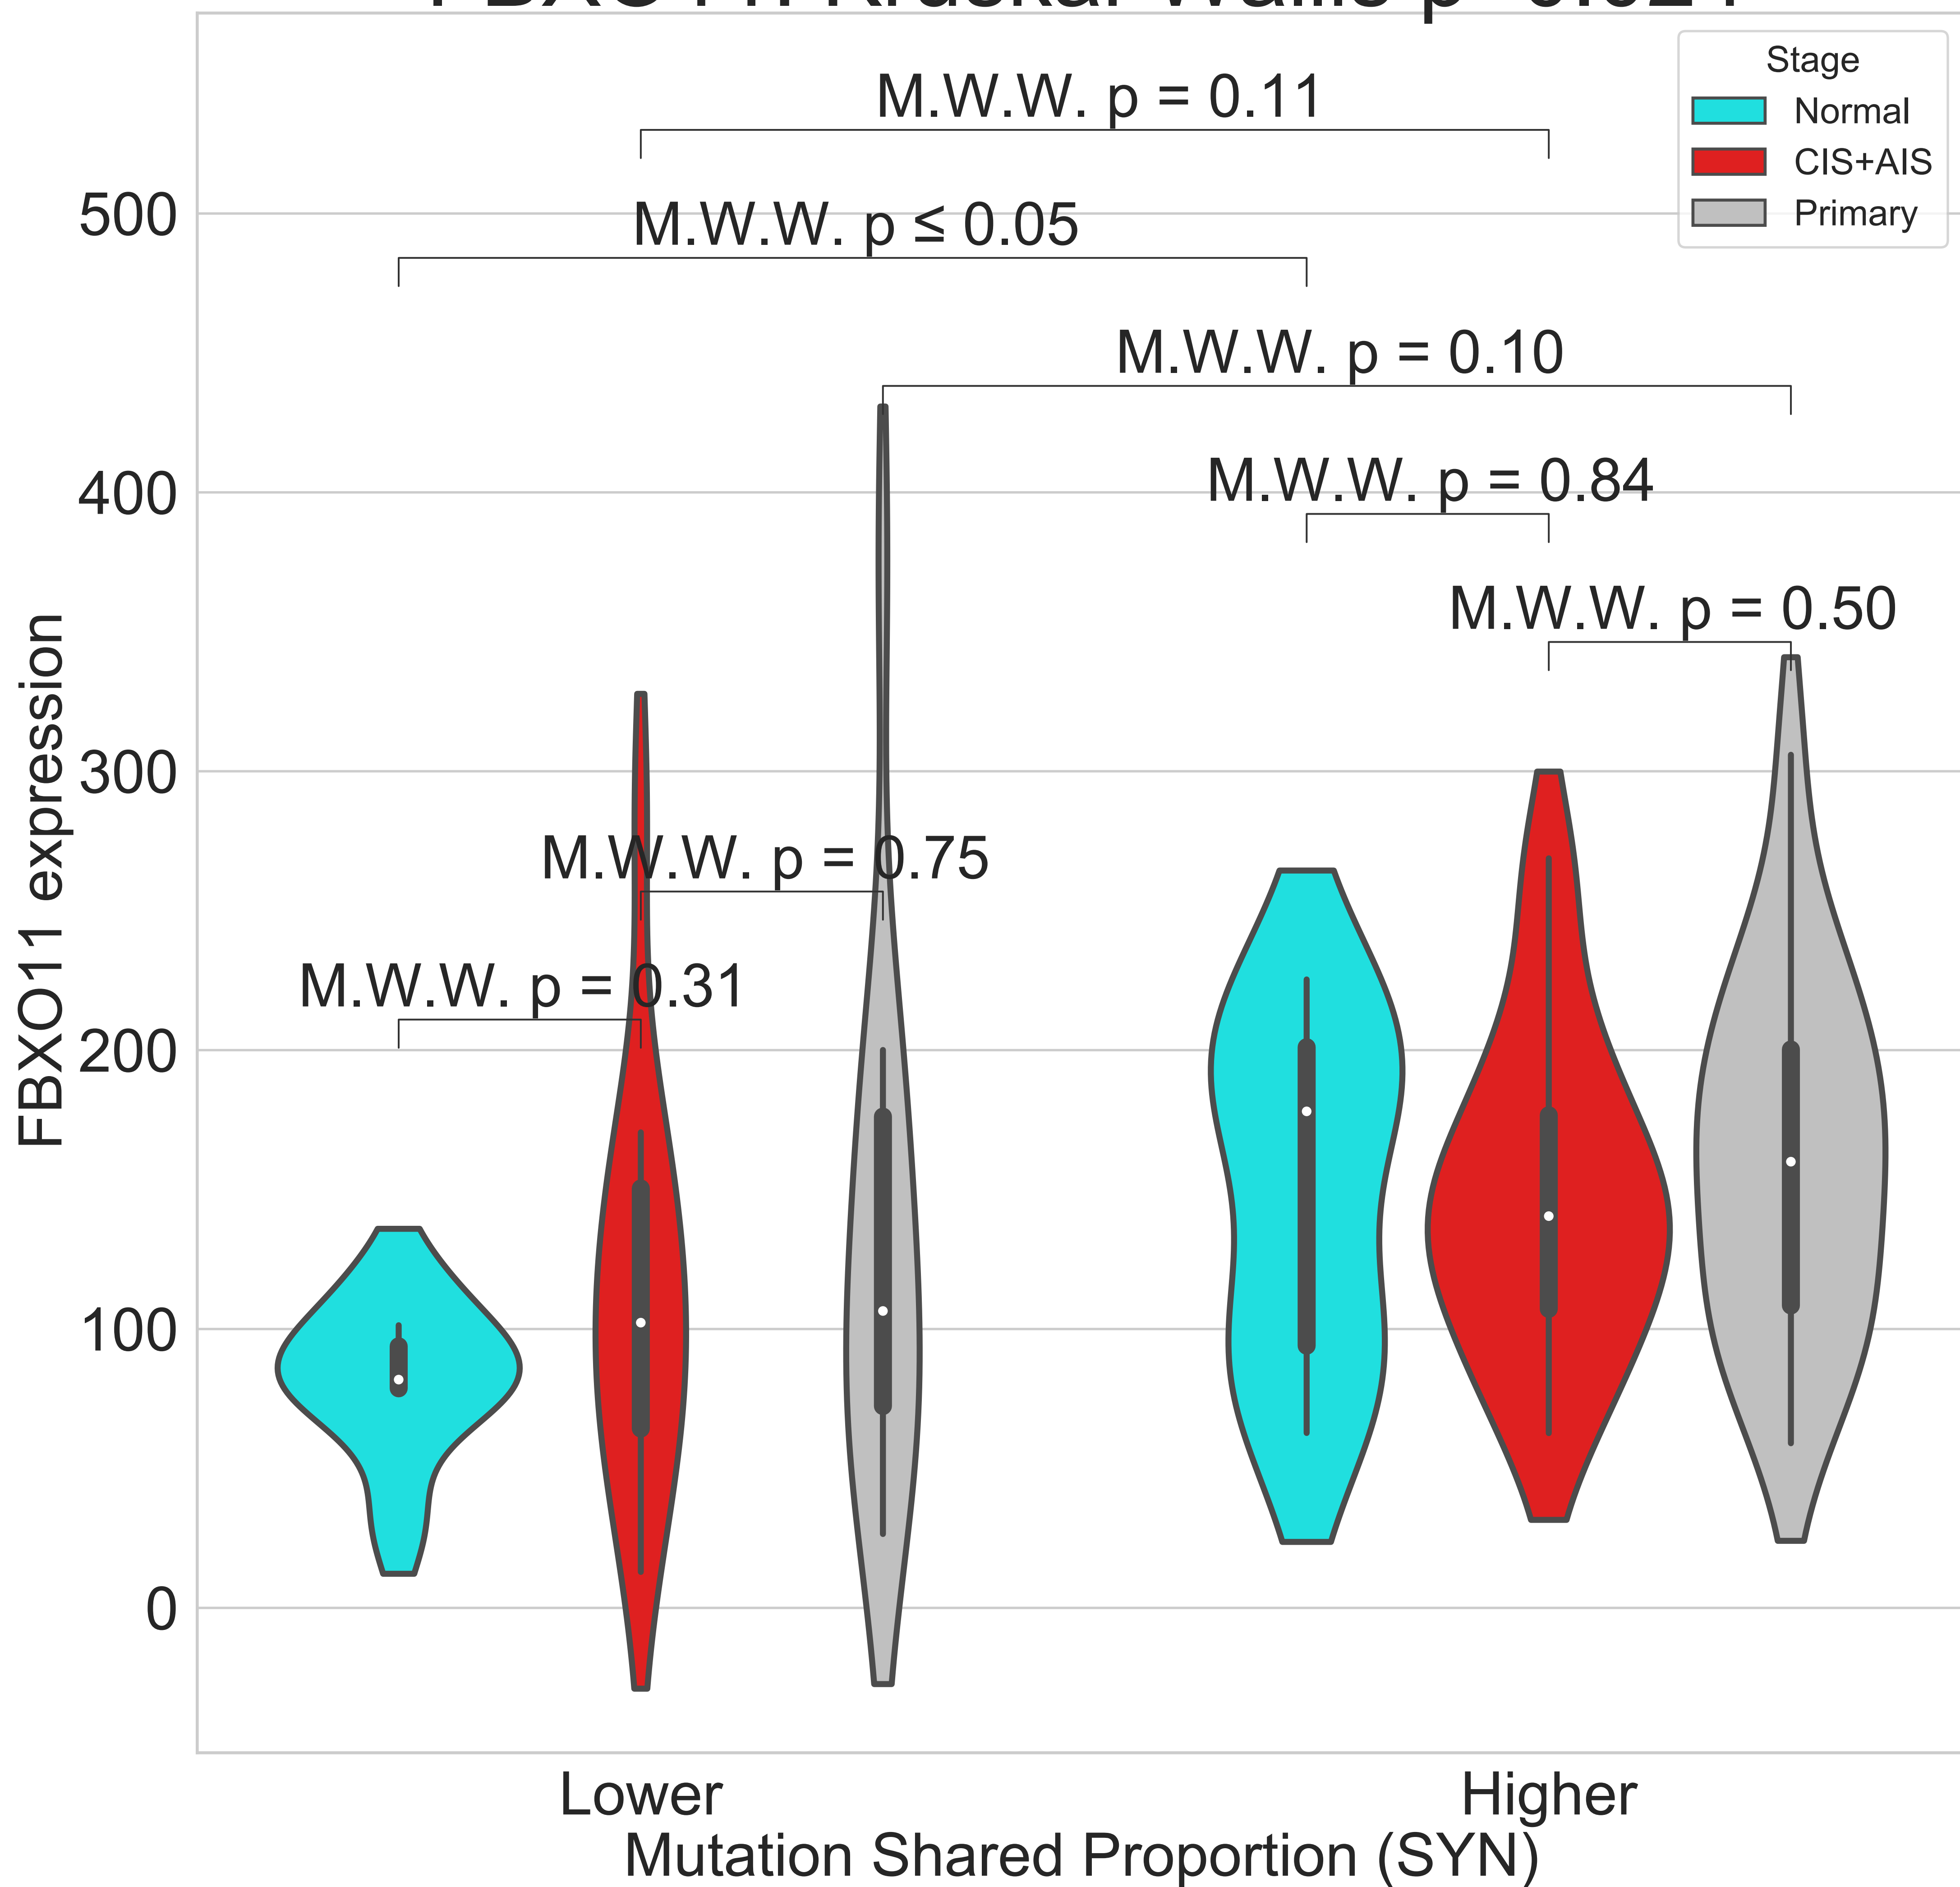 Stage
Normal
CIS+AIS
Primary
M.W.W. p = 0.11
M.W.W. p ≤ 0.05
M.W.W. p = 0.10
M.W.W. p = 0.84
M.W.W. p = 0.50
M.W.W. p = 0.75
M.W.W. p = 0.31
500
400
300
200
100
0
FBXO11 expression
Lower
Higher
Mutation Shared Proportion (SYN)